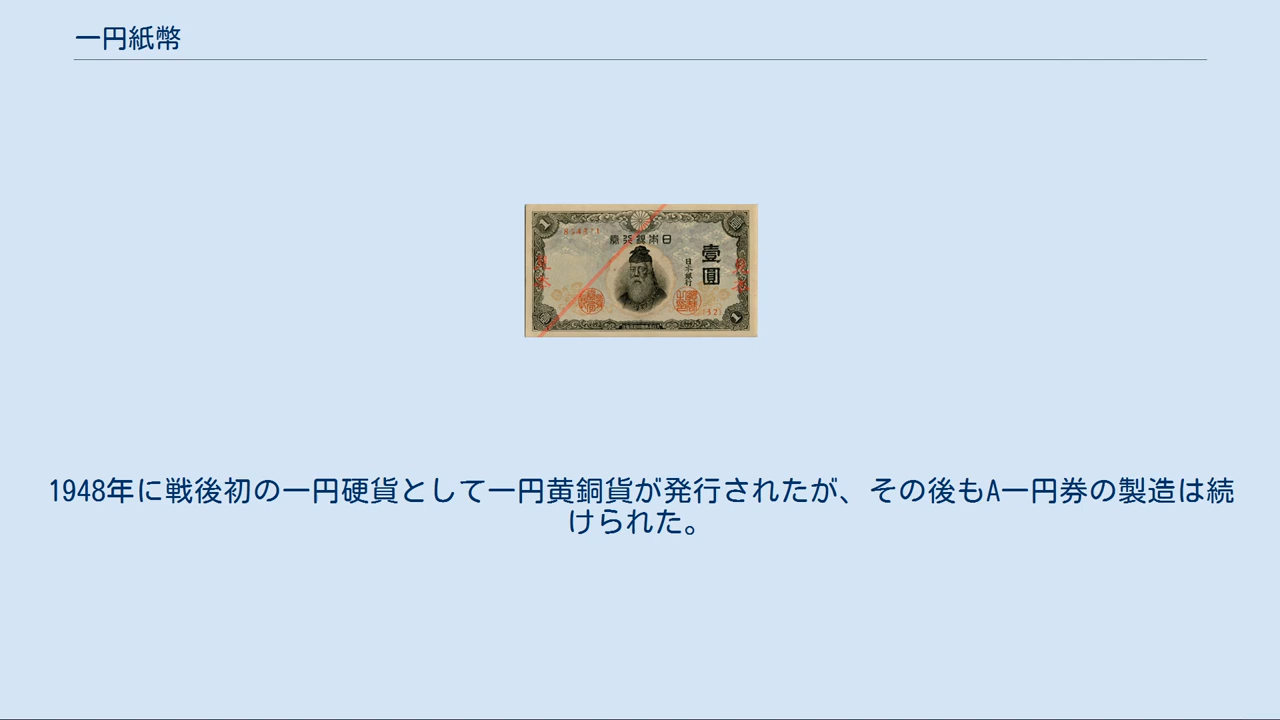 一円紙幣
日本銀行券
壹圓
日本銀行
1948年に戦後初の一円硬貨として一円黄銅貨が発行されたが、その後もA一円券の製造は続
けられた。